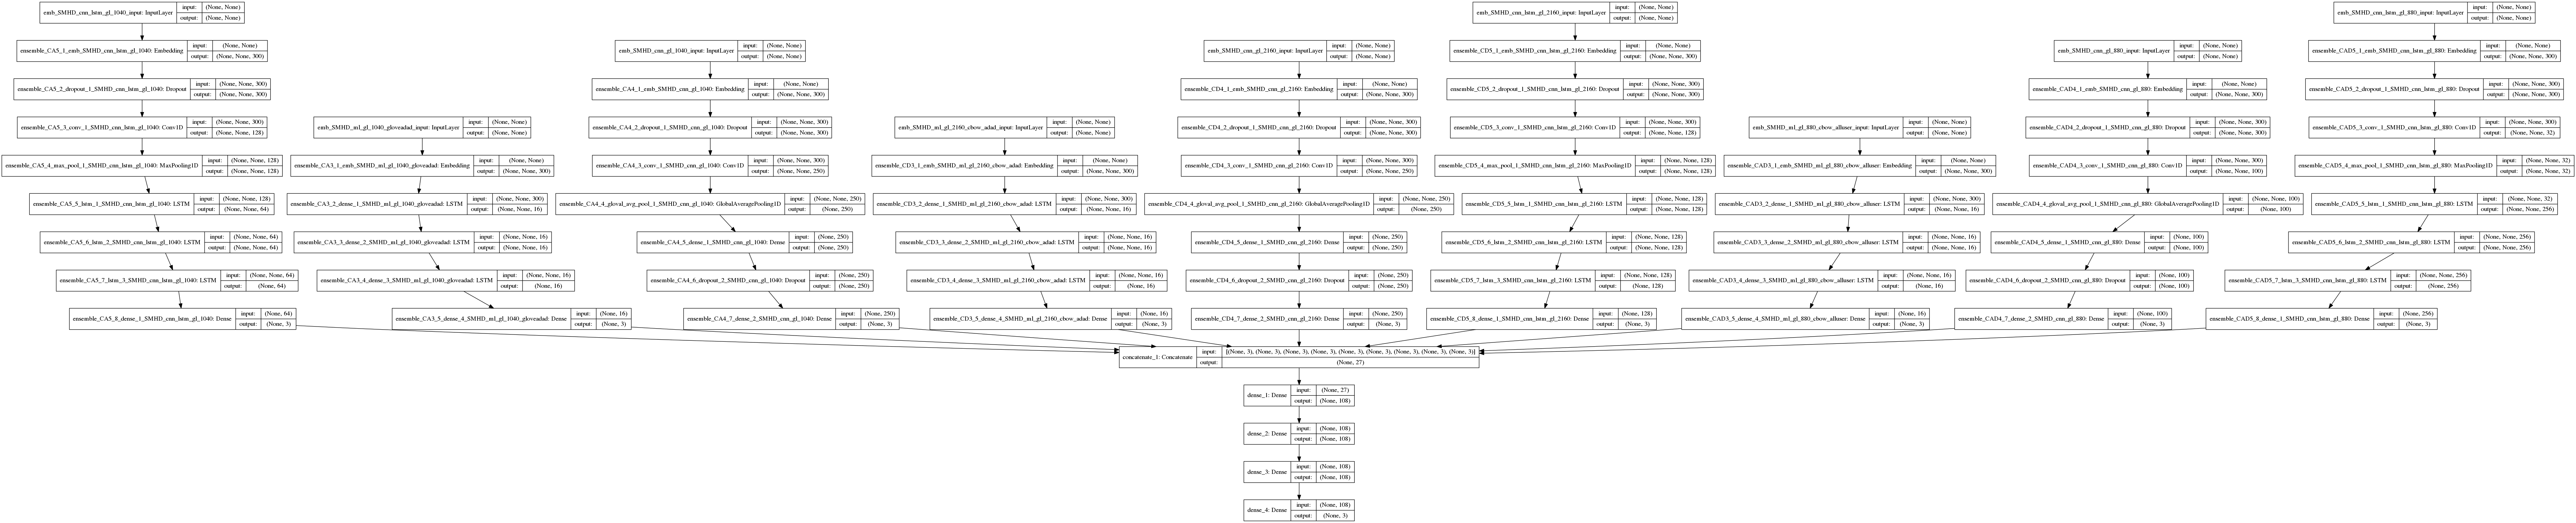 emb_SMHD_cnn_lstm_gl_1040_input: InputLayer
input: (None, None)
output: (None, None)
ensemble_CA5_1_emb_SMHD_cnn_lstm_gl_1040: Embedding
input: (None, None)
output: (None, None, 300)
ensemble_CA5_2_dropout_1_SMHD_cnn_lstm_gl_1040: Dropout
input: (None, None, 300)
output: (None, None, 300)
ensemble_CA5_3_conv_1_SMHD_cnn_lstm_gl_1040: Conv1D
input: (None, None, 300)
output: (None, None, 128)
ensemble_CA5_4_max_pool_1_SMHD_cnn_lstm_gl_1040: MaxPooling1D
input: (None, None, 128)
output: (None, None, 128)
ensemble_CA5_5_lstm_1_SMHD_cnn_lstm_gl_1040: LSTM
input: (None, None, 128)
output: (None, None, 64)
ensemble_CA5_6_lstm_2_SMHD_cnn_lstm_gl_1040: LSTM
input: (None, None, 64)
output: (None, None, 64)
ensemble_CA5_7_lstm_3_SMHD_cnn_lstm_gl_1040: LSTM
input: (None, None, 64)
output: (None, 64)
ensemble_CA5_8_dense_1_SMHD_cnn_lstm_gl_1040: Dense
input: (None, 64)
output: (None, 3)
emb_SMHD_ml_gl_1040_gloveadad_input: InputLayer
input: (None, None)
output: (None, None)
ensemble_CA3_1_emb_SMHD_ml_gl_1040_gloveadad: Embedding
input: (None, None)
output: (None, None, 300)
ensemble_CA3_2_dense_1_SMHD_ml_gl_1040_gloveadad: LSTM
input: (None, None, 300)
output: (None, None, 16)
ensemble_CA3_3_dense_2_SMHD_ml_gl_1040_gloveadad: LSTM
input: (None, None, 16)
output: (None, None, 16)
ensemble_CA3_4_dense_3_SMHD_ml_gl_1040_gloveadad: LSTM
input: (None, None, 16)
output: (None, 16)
ensemble_CA3_5_dense_4_SMHD_ml_gl_1040_gloveadad: Dense
input: (None, 16)
output: (None, 3)
emb_SMHD_cnn_gl_1040_input: InputLayer
input: (None, None)
output: (None, None)
ensemble_CA4_1_emb_SMHD_cnn_gl_1040: Embedding
input: (None, None)
output: (None, None, 300)
ensemble_CA4_2_dropout_1_SMHD_cnn_gl_1040: Dropout
input: (None, None, 300)
output: (None, None, 300)
ensemble_CA4_3_conv_1_SMHD_cnn_gl_1040: Conv1D
input: (None, None, 300)
output: (None, None, 250)
ensemble_CA4_4_gloval_avg_pool_1_SMHD_cnn_gl_1040: GlobalAveragePooling1D
input: (None, None, 250)
output: (None, 250)
ensemble_CA4_5_dense_1_SMHD_cnn_gl_1040: Dense
input: (None, 250)
output: (None, 250)
ensemble_CA4_6_dropout_2_SMHD_cnn_gl_1040: Dropout
input: (None, 250)
output: (None, 250)
ensemble_CA4_7_dense_2_SMHD_cnn_gl_1040: Dense
input: (None, 250)
output: (None, 3)
emb_SMHD_ml_gl_2160_cbow_adad_input: InputLayer
input: (None, None)
output: (None, None)
ensemble_CD3_1_emb_SMHD_ml_gl_2160_cbow_adad: Embedding
input: (None, None)
output: (None, None, 300)
ensemble_CD3_2_dense_1_SMHD_ml_gl_2160_cbow_adad: LSTM
input: (None, None, 300)
output: (None, None, 16)
ensemble_CD3_3_dense_2_SMHD_ml_gl_2160_cbow_adad: LSTM
input: (None, None, 16)
output: (None, None, 16)
ensemble_CD3_4_dense_3_SMHD_ml_gl_2160_cbow_adad: LSTM
input: (None, None, 16)
output: (None, 16)
ensemble_CD3_5_dense_4_SMHD_ml_gl_2160_cbow_adad: Dense
input: (None, 16)
output: (None, 3)
emb_SMHD_cnn_gl_2160_input: InputLayer
input: (None, None)
output: (None, None)
ensemble_CD4_1_emb_SMHD_cnn_gl_2160: Embedding
input: (None, None)
output: (None, None, 300)
ensemble_CD4_2_dropout_1_SMHD_cnn_gl_2160: Dropout
input: (None, None, 300)
output: (None, None, 300)
ensemble_CD4_3_conv_1_SMHD_cnn_gl_2160: Conv1D
input: (None, None, 300)
output: (None, None, 250)
ensemble_CD4_4_gloval_avg_pool_1_SMHD_cnn_gl_2160: GlobalAveragePooling1D
input: (None, None, 250)
output: (None, 250)
ensemble_CD4_5_dense_1_SMHD_cnn_gl_2160: Dense
input: (None, 250)
output: (None, 250)
ensemble_CD4_6_dropout_2_SMHD_cnn_gl_2160: Dropout
input: (None, 250)
output: (None, 250)
ensemble_CD4_7_dense_2_SMHD_cnn_gl_2160: Dense
input: (None, 250)
output: (None, 3)
emb_SMHD_cnn_lstm_gl_2160_input: InputLayer
input: (None, None)
output: (None, None)
ensemble_CD5_1_emb_SMHD_cnn_lstm_gl_2160: Embedding
input: (None, None)
output: (None, None, 300)
ensemble_CD5_2_dropout_1_SMHD_cnn_lstm_gl_2160: Dropout
input: (None, None, 300)
output: (None, None, 300)
ensemble_CD5_3_conv_1_SMHD_cnn_lstm_gl_2160: Conv1D
input: (None, None, 300)
output: (None, None, 128)
ensemble_CD5_4_max_pool_1_SMHD_cnn_lstm_gl_2160: MaxPooling1D
input: (None, None, 128)
output: (None, None, 128)
ensemble_CD5_5_lstm_1_SMHD_cnn_lstm_gl_2160: LSTM
input: (None, None, 128)
output: (None, None, 128)
ensemble_CD5_6_lstm_2_SMHD_cnn_lstm_gl_2160: LSTM
input: (None, None, 128)
output: (None, None, 128)
ensemble_CD5_7_lstm_3_SMHD_cnn_lstm_gl_2160: LSTM
input: (None, None, 128)
output: (None, 128)
ensemble_CD5_8_dense_1_SMHD_cnn_lstm_gl_2160: Dense
input: (None, 128)
output: (None, 3)
emb_SMHD_ml_gl_880_cbow_alluser_input: InputLayer
input: (None, None)
output: (None, None)
ensemble_CAD3_1_emb_SMHD_ml_gl_880_cbow_alluser: Embedding
input: (None, None)
output: (None, None, 300)
ensemble_CAD3_2_dense_1_SMHD_ml_gl_880_cbow_alluser: LSTM
input: (None, None, 300)
output: (None, None, 16)
ensemble_CAD3_3_dense_2_SMHD_ml_gl_880_cbow_alluser: LSTM
input: (None, None, 16)
output: (None, None, 16)
ensemble_CAD3_4_dense_3_SMHD_ml_gl_880_cbow_alluser: LSTM
input: (None, None, 16)
output: (None, 16)
ensemble_CAD3_5_dense_4_SMHD_ml_gl_880_cbow_alluser: Dense
input: (None, 16)
output: (None, 3)
emb_SMHD_cnn_gl_880_input: InputLayer
input: (None, None)
output: (None, None)
ensemble_CAD4_1_emb_SMHD_cnn_gl_880: Embedding
input: (None, None)
output: (None, None, 300)
ensemble_CAD4_2_dropout_1_SMHD_cnn_gl_880: Dropout
input: (None, None, 300)
output: (None, None, 300)
ensemble_CAD4_3_conv_1_SMHD_cnn_gl_880: Conv1D
input: (None, None, 300)
output: (None, None, 100)
ensemble_CAD4_4_gloval_avg_pool_1_SMHD_cnn_gl_880: GlobalAveragePooling1D
input: (None, None, 100)
output: (None, 100)
ensemble_CAD4_5_dense_1_SMHD_cnn_gl_880: Dense
input: (None, 100)
output: (None, 100)
ensemble_CAD4_6_dropout_2_SMHD_cnn_gl_880: Dropout
input: (None, 100)
output: (None, 100)
ensemble_CAD4_7_dense_2_SMHD_cnn_gl_880: Dense
input: (None, 100)
output: (None, 3)
emb_SMHD_cnn_lstm_gl_880_input: InputLayer
input: (None, None)
output: (None, None)
ensemble_CAD5_1_emb_SMHD_cnn_lstm_gl_880: Embedding
input: (None, None)
output: (None, None, 300)
ensemble_CAD5_2_dropout_1_SMHD_cnn_lstm_gl_880: Dropout
input: (None, None, 300)
output: (None, None, 300)
ensemble_CAD5_3_conv_1_SMHD_cnn_lstm_gl_880: Conv1D
input: (None, None, 300)
output: (None, None, 32)
ensemble_CAD5_4_max_pool_1_SMHD_cnn_lstm_gl_880: MaxPooling1D
input: (None, None, 32)
output: (None, None, 32)
ensemble_CAD5_5_lstm_1_SMHD_cnn_lstm_gl_880: LSTM
input: (None, None, 32)
output: (None, None, 256)
ensemble_CAD5_6_lstm_2_SMHD_cnn_lstm_gl_880: LSTM
input: (None, None, 256)
output: (None, None, 256)
ensemble_CAD5_7_lstm_3_SMHD_cnn_lstm_gl_880: LSTM
input: (None, None, 256)
output: (None, 256)
ensemble_CAD5_8_dense_1_SMHD_cnn_lstm_gl_880: Dense
input: (None, 256)
output: (None, 3)
concatenate_1: Concatenate
input: [(None, 3), (None, 3), (None, 3), (None, 3), (None, 3), (None, 3), (None, 3), (None, 3), (None, 3)]
output: (None, 27)
dense_1: Dense
input: (None, 27)
output: (None, 108)
dense_2: Dense
input: (None, 108)
output: (None, 108)
dense_3: Dense
input: (None, 108)
output: (None, 108)
dense_4: Dense
input: (None, 108)
output: (None, 3)